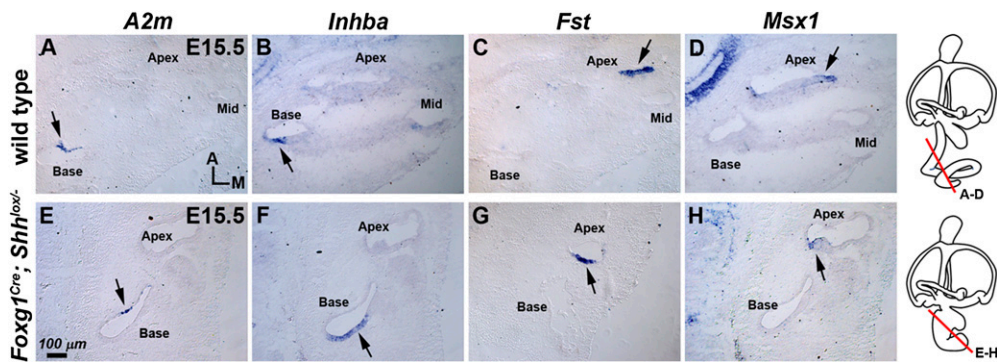 A2m Inhba Fst Msx1
wild type
A E15.5 Apex Mid Base A M
B Apex Mid Base
C Apex Mid Base
D Apex Mid Base
A-D
Foxg1Cre; Shhlox/-
E E15.5 Apex Base 100 µm
F Apex Base
G Apex Base
H Apex Base
E-H